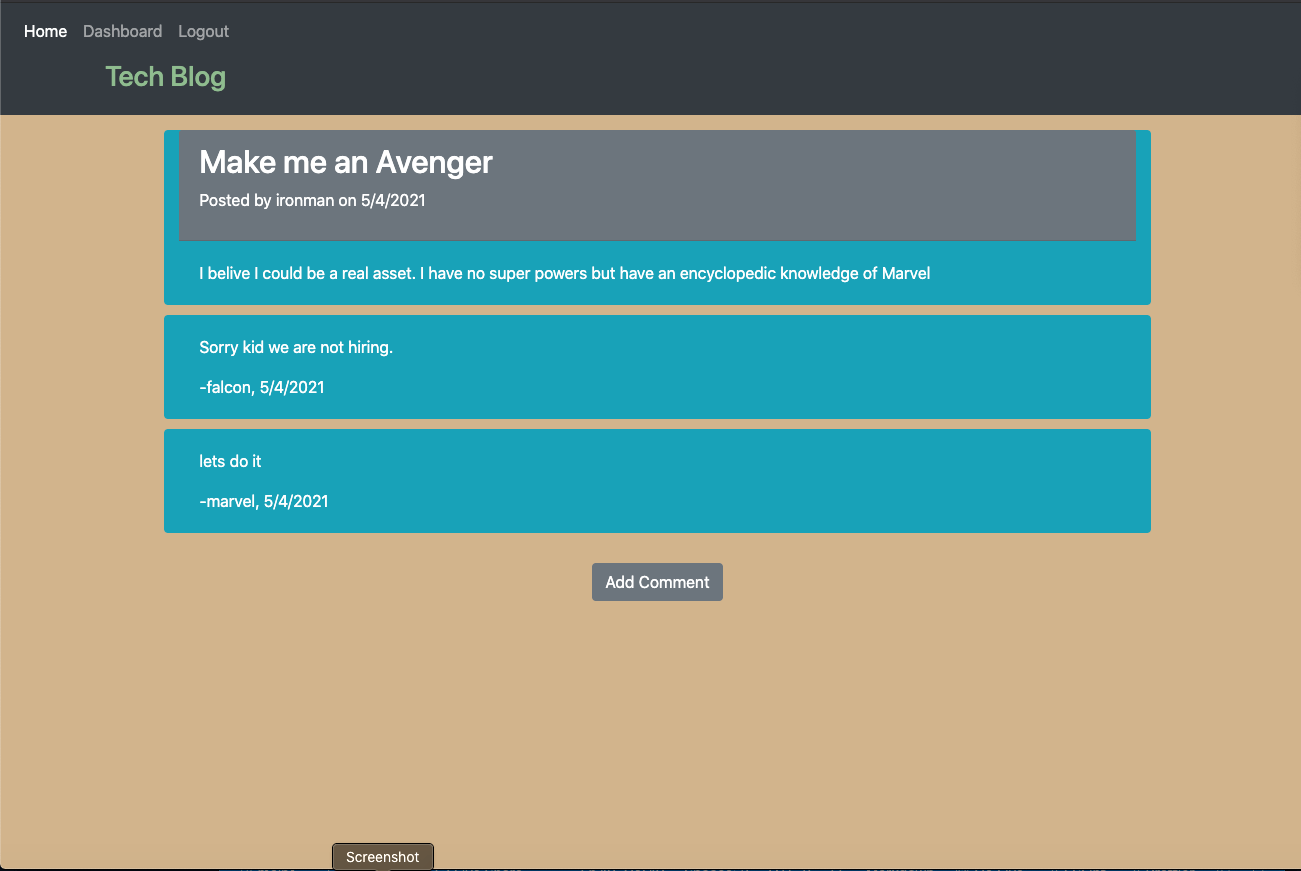 Home Dashboard Logout
Tech Blog
Make me an Avenger
Posted by ironman on 5/4/2021
I belive I could be a real asset. I have no super powers but have an encyclopedic knowledge of Marvel
Sorry kid we are not hiring.
-falcon, 5/4/2021
lets do it
-marvel, 5/4/2021
Add Comment
Screenshot